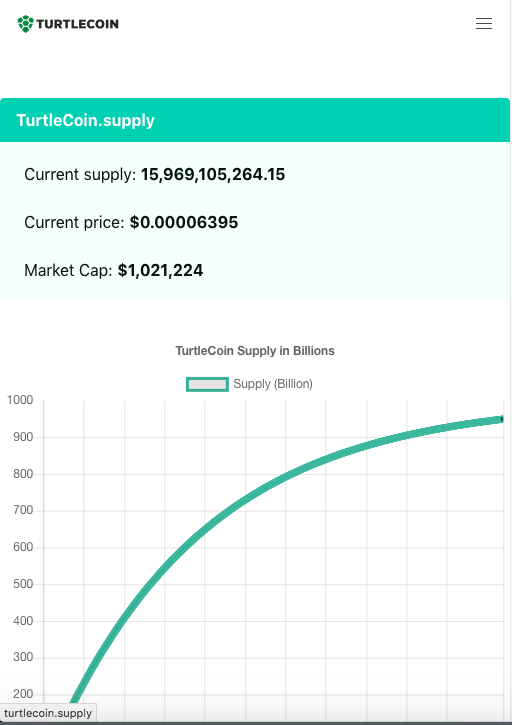 TURTLECOIN
TurtleCoin.supply
Current supply: 15,969,105,264.15
Current price: $0.00006395
Market Cap: $1,021,224
TurtleCoin Supply in Billions
Supply (Billion)
1000
900
800
700
600
500
400
300
200
turtlecoin.supply